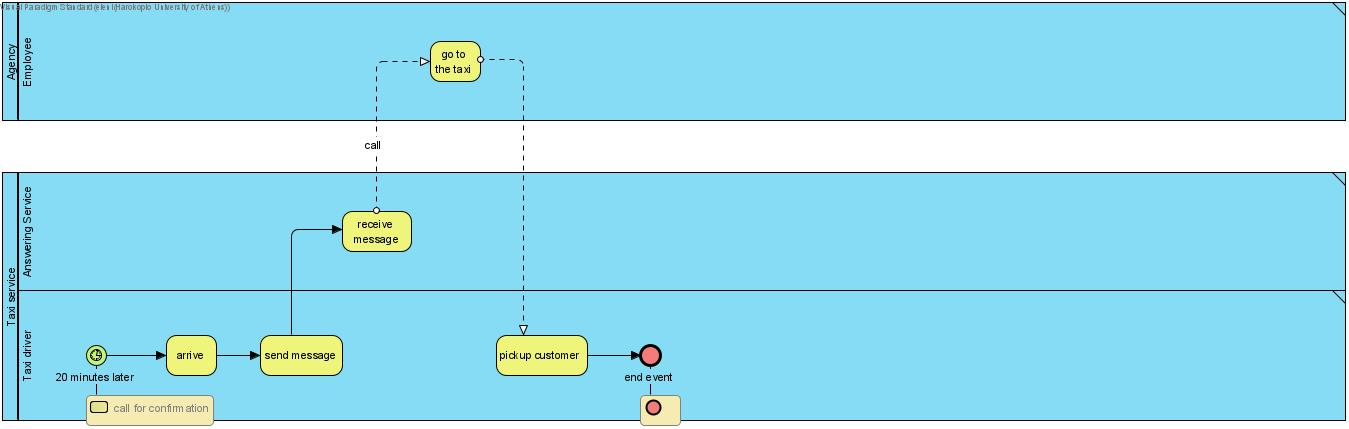 Visual Paradigm Standard(eleni(Harokopio University of Athens))
Agency
Employee
go to
the taxi
call
Taxi service
Answering Service
receive
message
Taxi driver
arrive
send message
pickup customer
20 minutes later
end event
call for confirmation